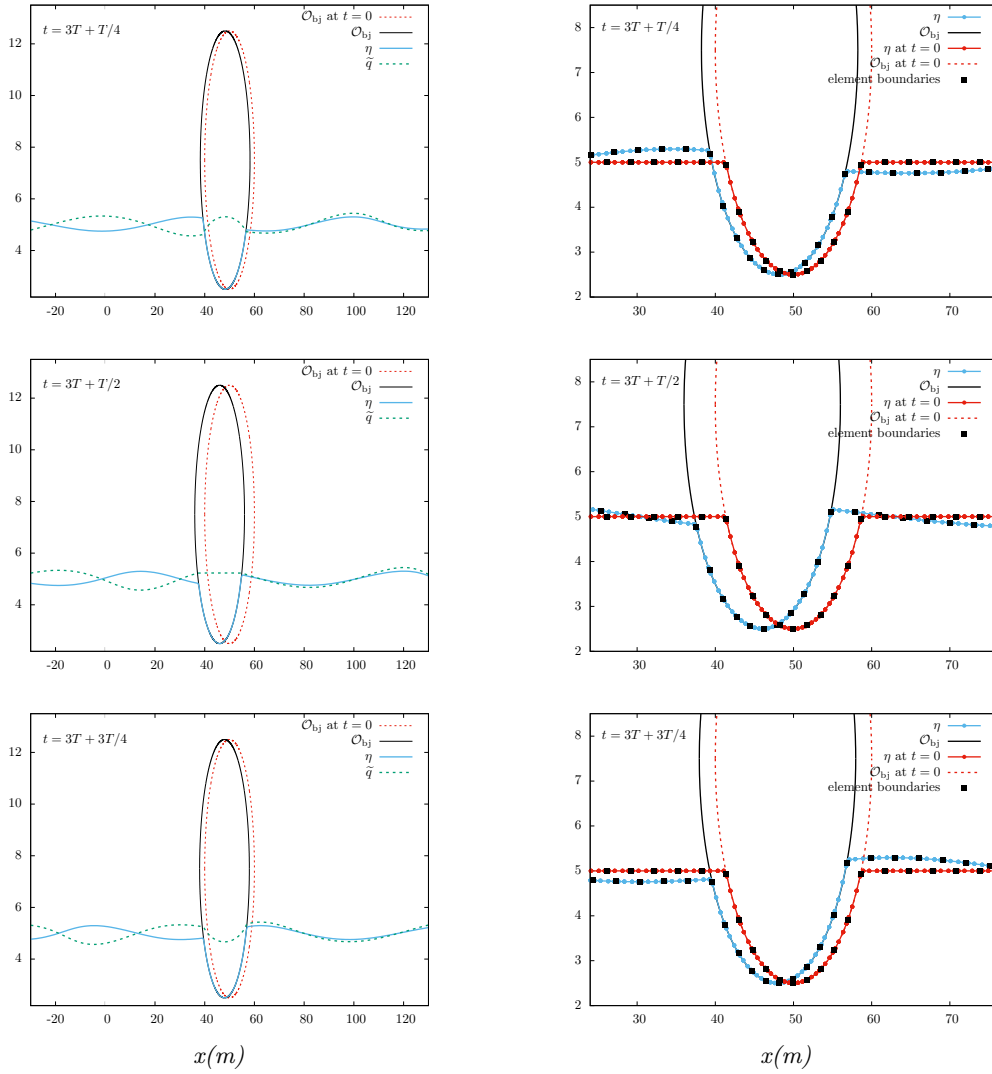 t = 3T + T/4
𝒪bj at t = 0
𝒪bj
η
q̃
12
10
8
6
4
-20 0 20 40 60 80 100 120
t = 3T + T/4
η
𝒪bj
η at t = 0
𝒪bj at t = 0
element boundaries
8
7
6
5
4
3
2
30 40 50 60 70
t = 3T + T/2
𝒪bj at t = 0
𝒪bj
η
q̃
12
10
8
6
4
-20 0 20 40 60 80 100 120
t = 3T + T/2
η
𝒪bj
η at t = 0
𝒪bj at t = 0
element boundaries
8
7
6
5
4
3
2
30 40 50 60 70
t = 3T + 3T/4
𝒪bj at t = 0
𝒪bj
η
q̃
12
10
8
6
4
-20 0 20 40 60 80 100 120
x(m)
t = 3T + 3T/4
η
𝒪bj
η at t = 0
𝒪bj at t = 0
element boundaries
8
7
6
5
4
3
2
30 40 50 60 70
x(m)